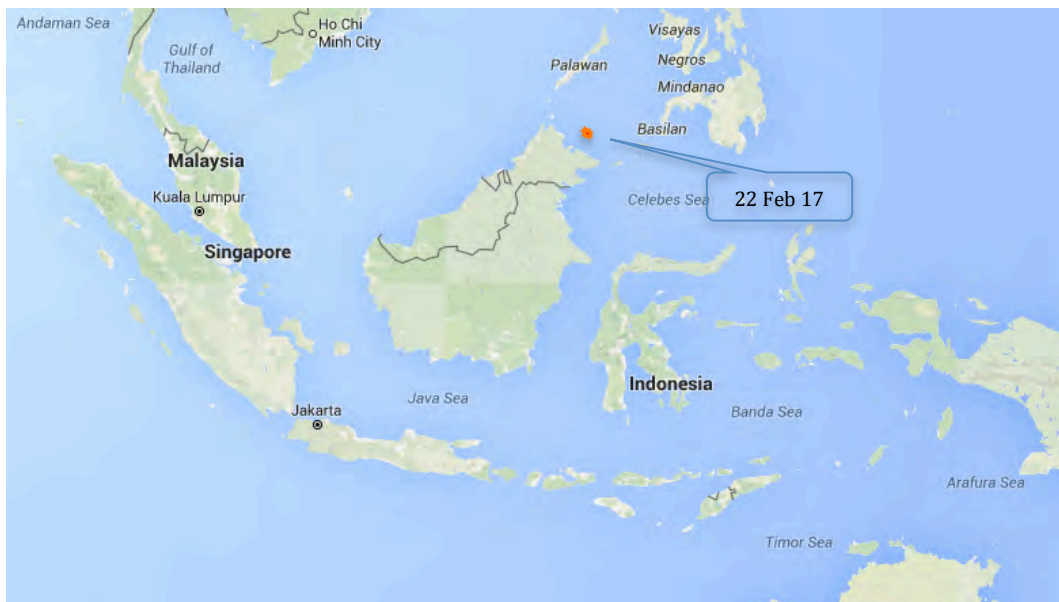 Andaman Sea
Ho Chi
Minh City
Visayas
Gulf of
Thailand
Negros
Palawan
Mindanao
Basilan
Malaysia
Kuala Lumpur
Celebes Sea
22 Feb 17
Singapore
Indonesia
Java Sea
Jakarta
Banda Sea
Arafura Sea
Timor Sea